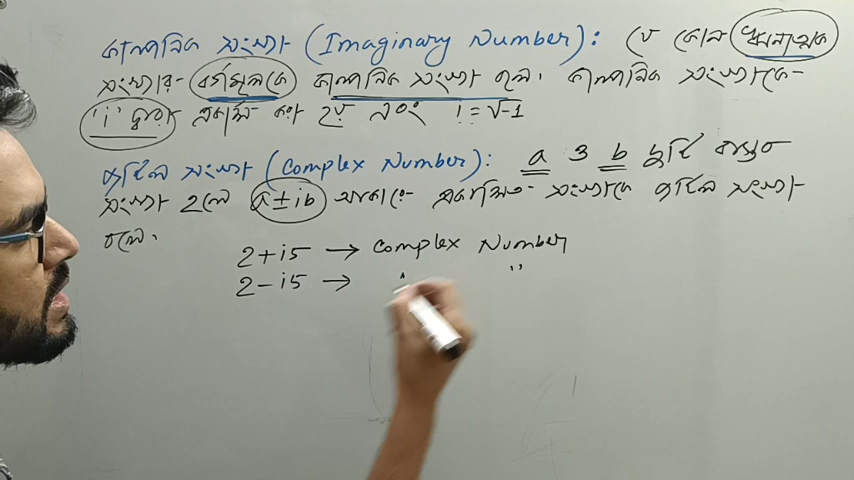 কাল্পনিক সংখ্যা (Imaginary Number): যে কোন ঋণাত্মক
সংখ্যার বর্গমূলকে কাল্পনিক সংখ্যা বলে। কাল্পনিক সংখ্যাকে
'i' দ্বারা প্রকাশ করা হয় এবং i = √-1
জটিল সংখ্যা (Complex Number): a ও b দুটি বাস্তব
সংখ্যা হলে a±ib আকারে প্রকাশিত সংখ্যাকে জটিল সংখ্যা
বলে।
2+i5 → Complex Number
2-i5 → "